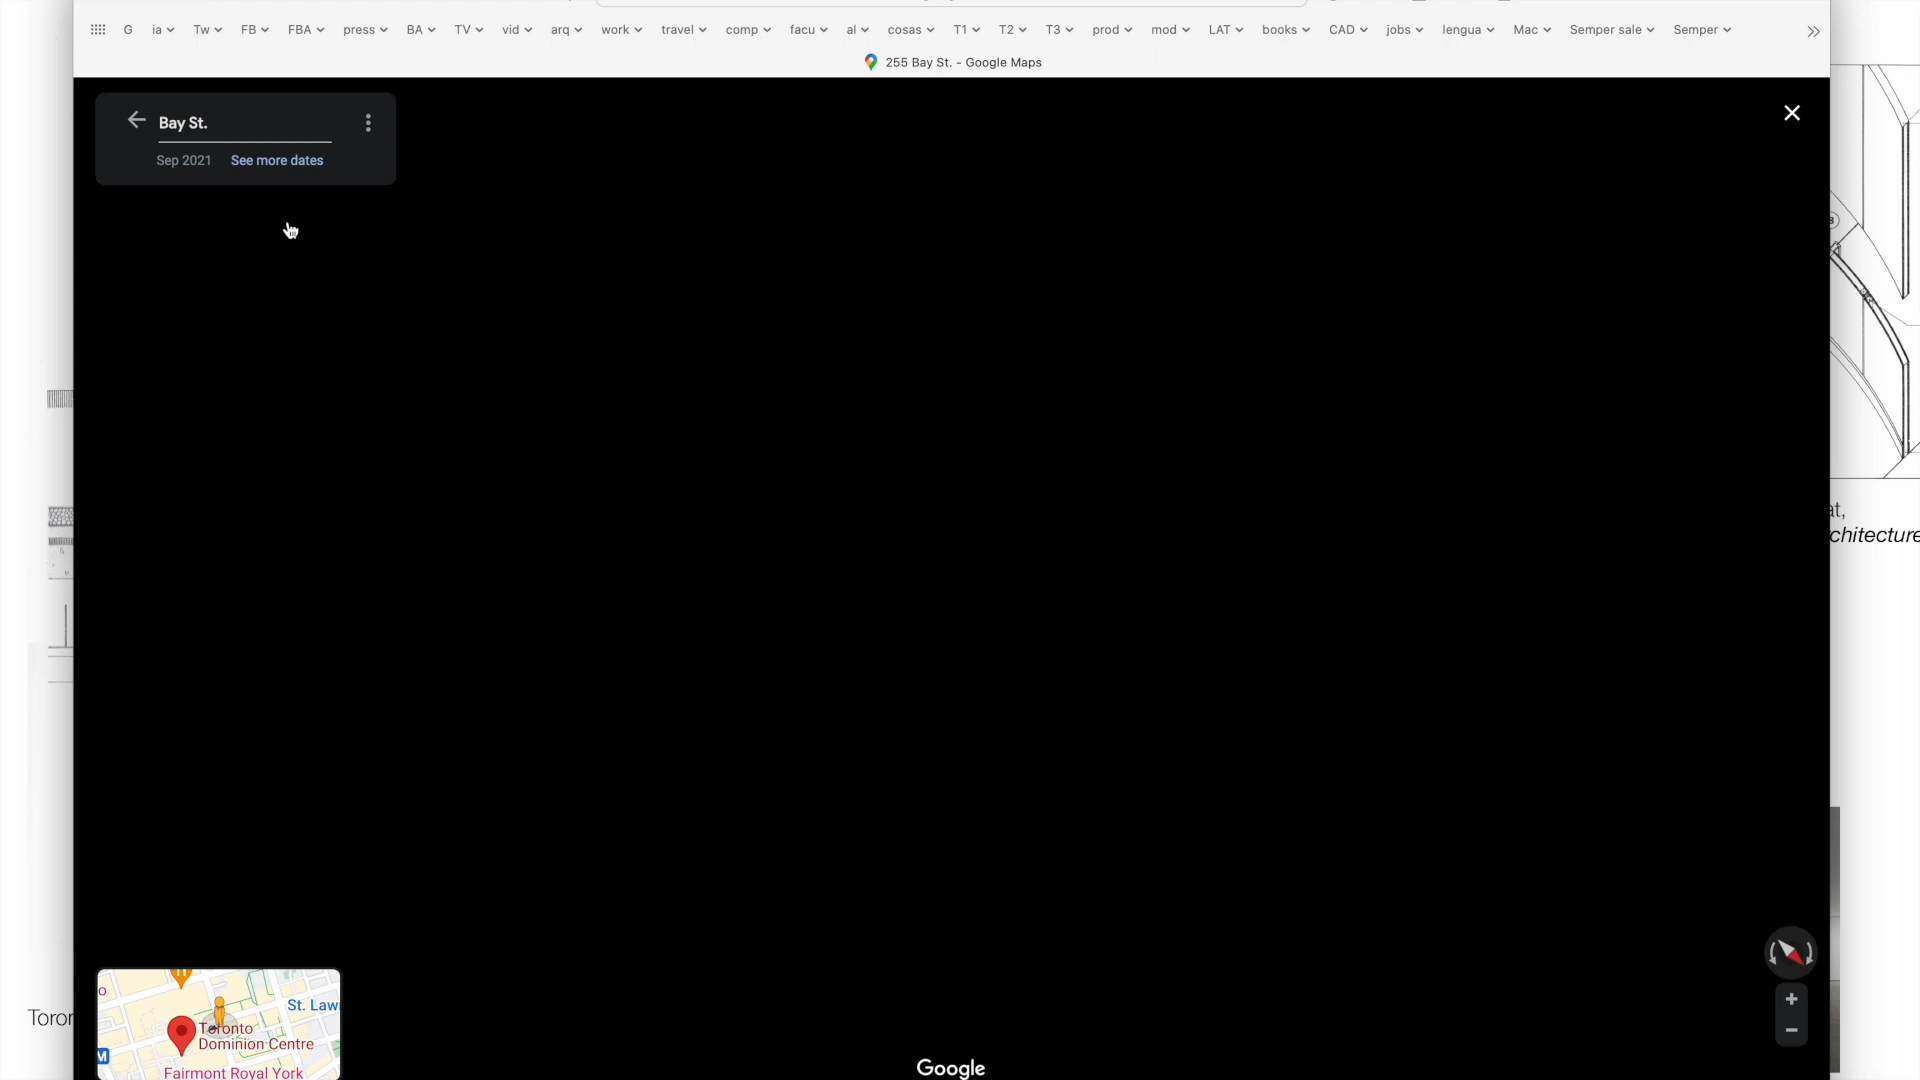 G ia Tw FB FBA press BA TV vid arq work travel comp facu al cosas T1 T2 T3 prod mod LAT books CAD jobs lengua Mac Semper sale Semper
255 Bay St. - Google Maps
Bay St.
Sep 2021 See more dates
B
at,
chitecture
St. Law
Toronto
Dominion Centre
M
Fairmont Royal York
Toror
Google